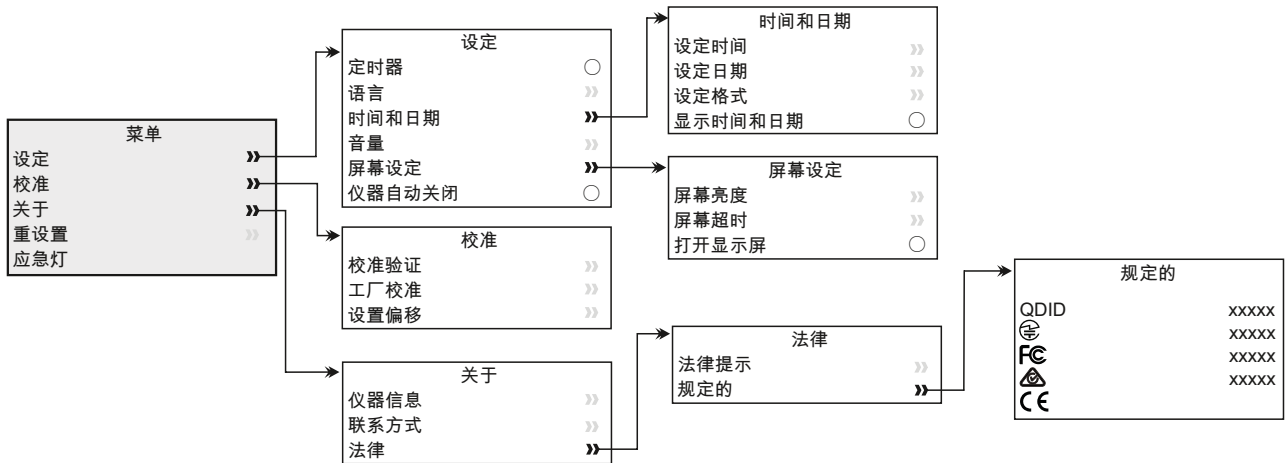 菜单
设定
校准
关于
重设置
应急灯
设定
定时器
语言
时间和日期
音量
屏幕设定
仪器自动关闭
校准
校准验证
工厂校准
设置偏移
关于
仪器信息
联系方式
法律
时间和日期
设定时间
设定日期
设定格式
显示时间和日期
屏幕设定
屏幕亮度
屏幕超时
打开显示屏
法律
法律提示
规定的
规定的
QDID xxxxx
xxxxx
FC xxxxx
xxxxx
CE